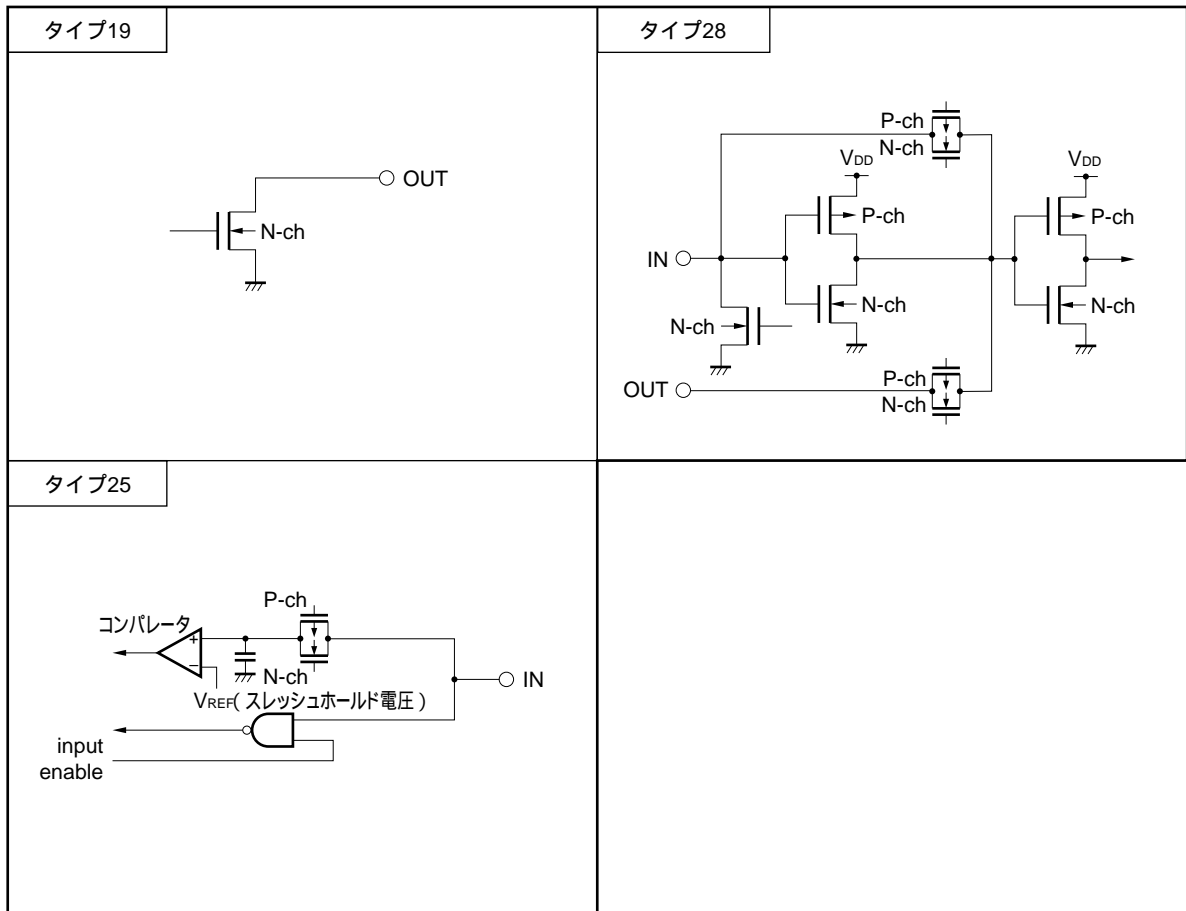 タイプ19
OUT
N-ch
タイプ28
P-ch
N-ch
VDD
VDD
P-ch
P-ch
IN
N-ch
N-ch
N-ch
P-ch
OUT
N-ch
タイプ25
P-ch
コンパレータ
+
−
N-ch
IN
VREF(スレッシュホールド電圧)
input
enable